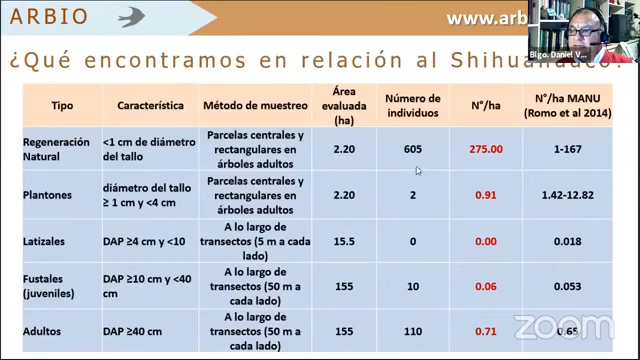 ARBIO
www.arb
Blgo. Daniel V...
¿Qué encontramos en relación al Shihuahuaco?
Tipo
Característica
Método de muestreo
Área evaluada (ha)
Número de individuos
N°/ha
N°/ha MANU (Romo et al 2014)
Regeneración Natural
<1 cm de diámetro del tallo
Parcelas centrales y rectangulares en árboles adultos
2.20
605
275.00
1-167
Plantones
diámetro del tallo ≥ 1 cm y <4 cm
Parcelas centrales y rectangulares en árboles adultos
2.20
2
0.91
1.42-12.82
Latizales
DAP ≥4 cm y <10
A lo largo de transectos (5 m a cada lado)
15.5
0
0.00
0.018
Fustales (juveniles)
DAP ≥10 cm y <40 cm
A lo largo de transectos (50 m a cada lado)
155
10
0.06
0.053
Adultos
DAP ≥40 cm
A lo largo de transectos (50 m a cada lado)
155
110
0.71
0.65
zoom